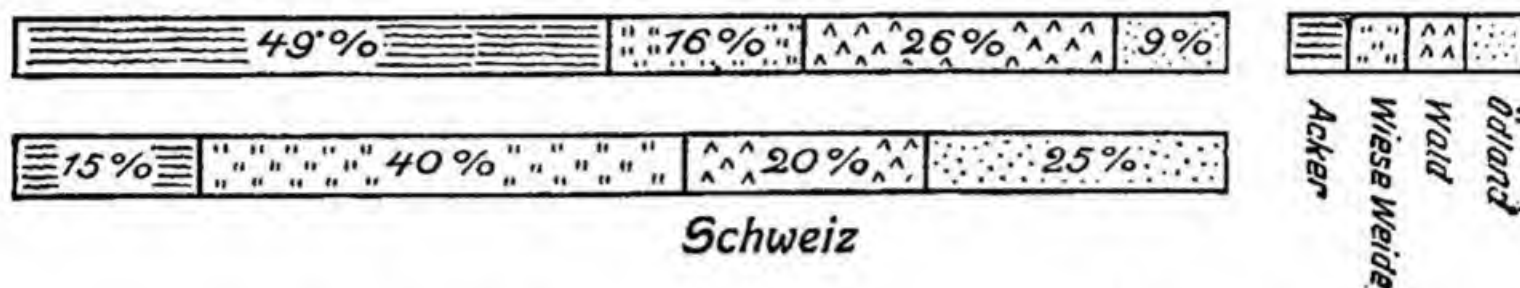 49% 16% 26% 9%
15% 40% 20% 25%
Schweiz
Acker
Wiese Weide
Wald
Ödland